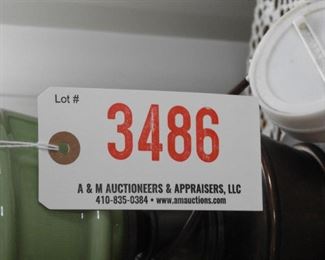 Lot #
3486
A & M AUCTIONEERS & APPRAISERS, LLC
410-835-0384 • www.amauctions.com